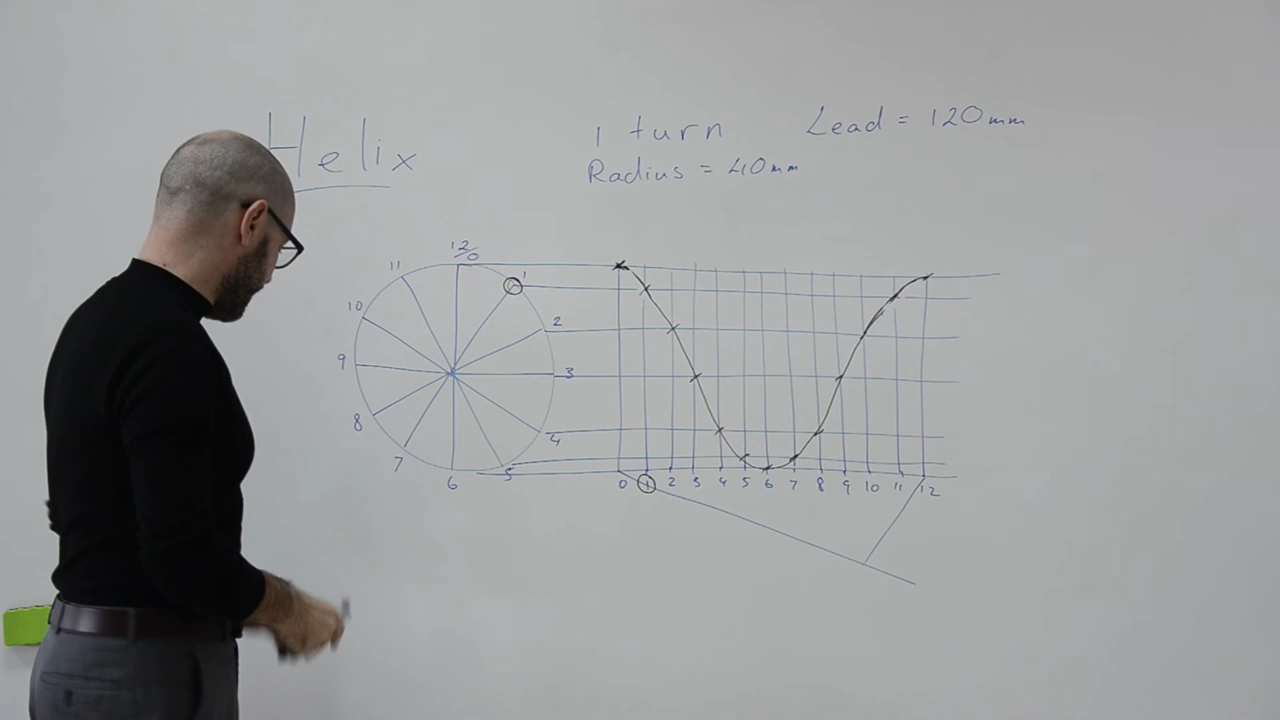 Helix
1 turn Lead = 120mm
Radius = 40mm
12/0
11 1
10 2
9 3
8 4
7 5
6
0 1 2 3 4 5 6 7 8 9 10 11 12